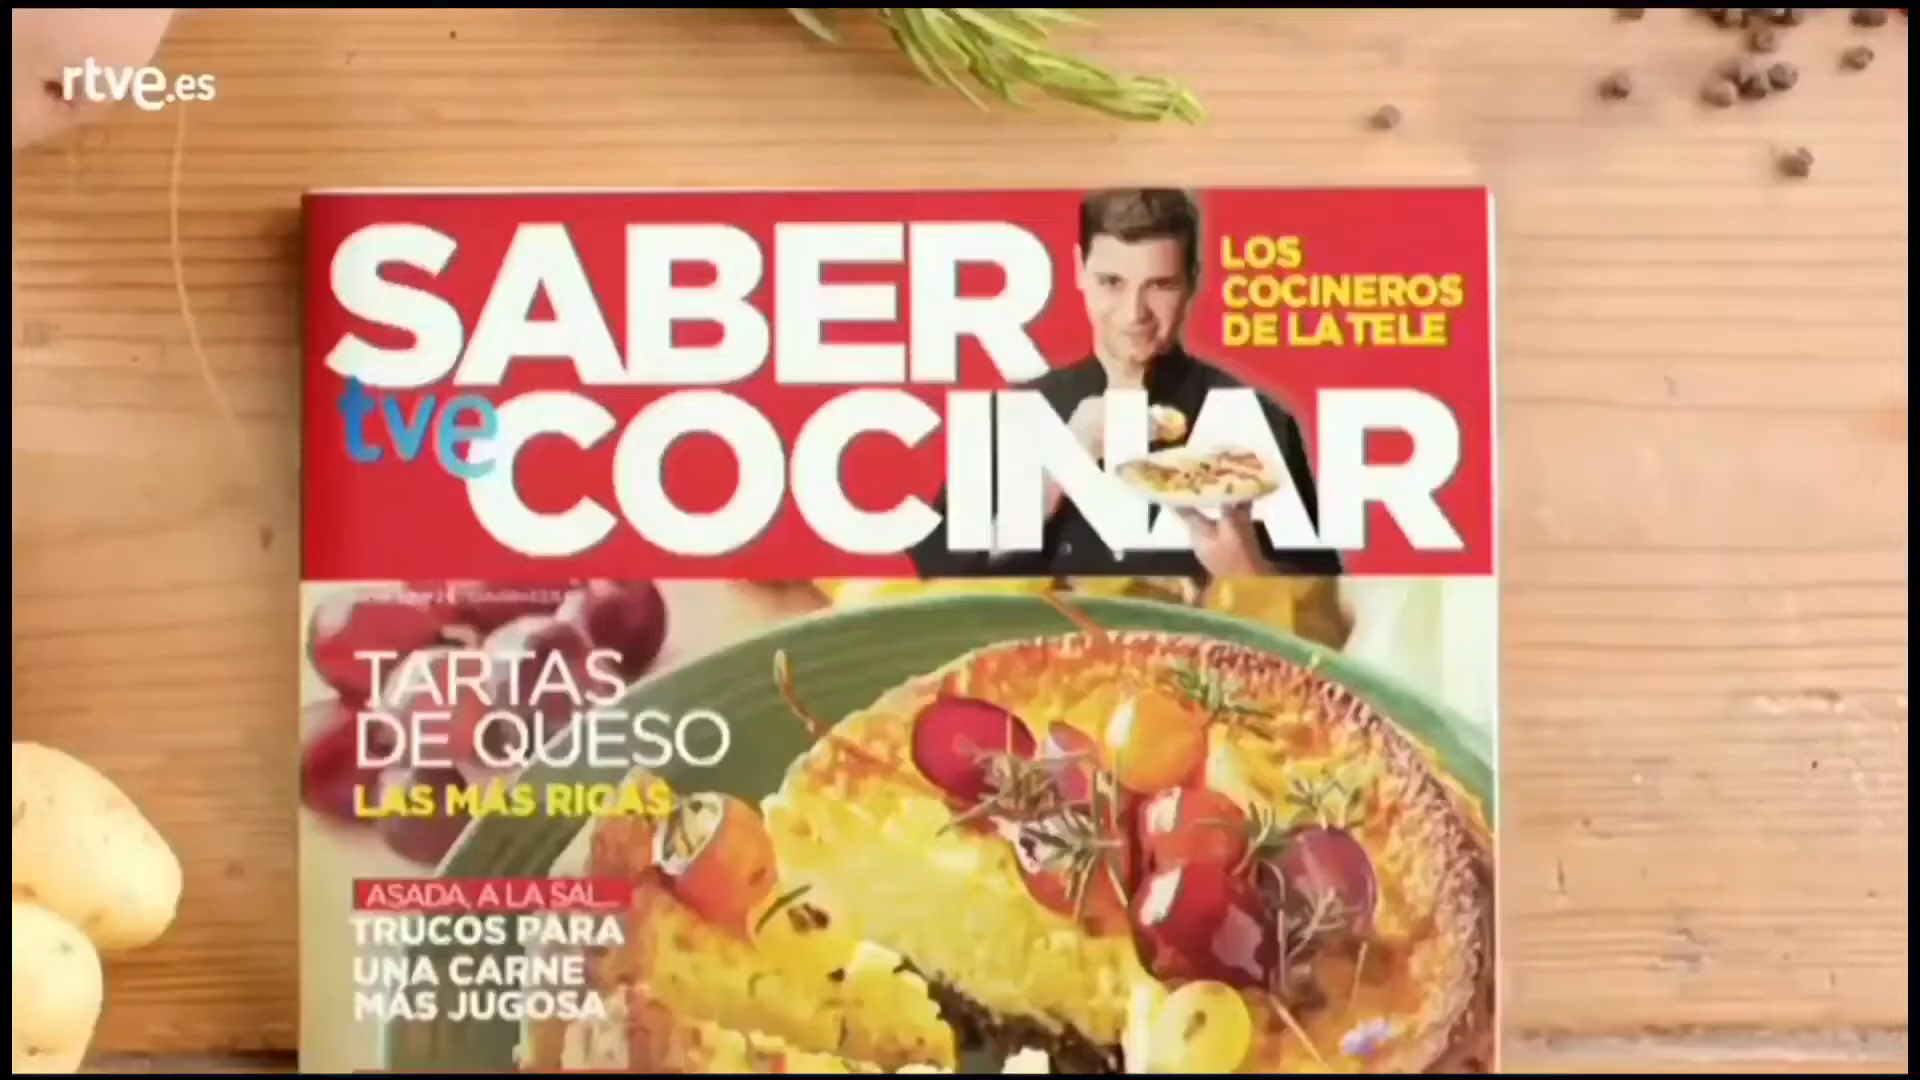 rtve.es
SABER
LOS
COCINEROS
DE LA TELE
tve
COCINAR
TARTAS
DE QUESO
LAS MÁS RICAS
ASADA, A LA SAL...
TRUCOS PARA
UNA CARNE
MÁS JUGOSA